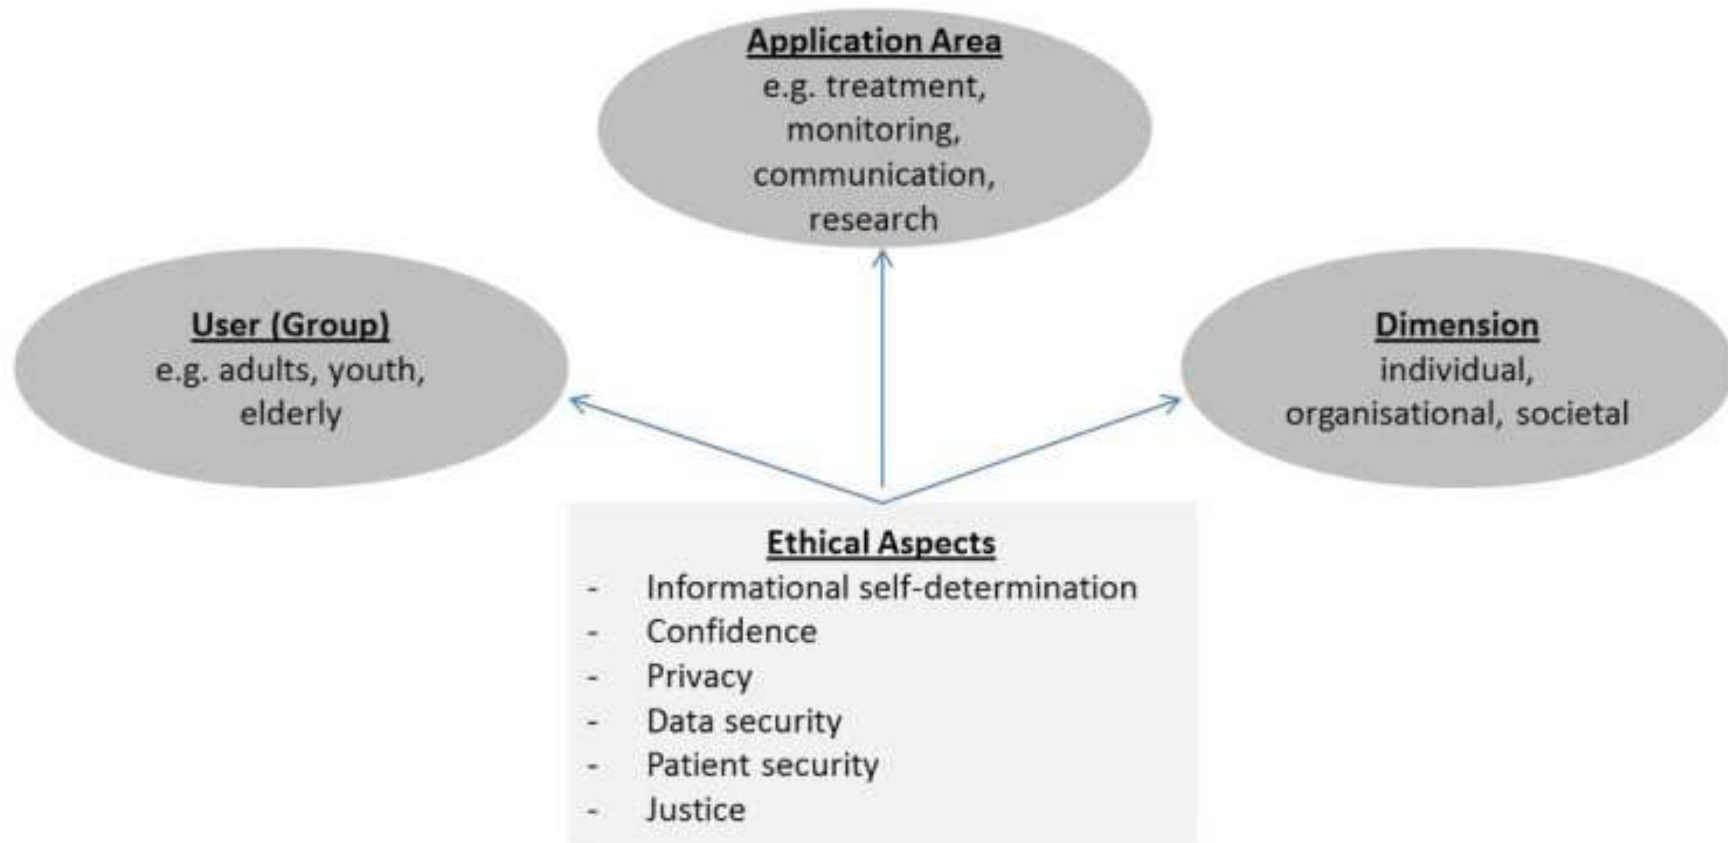 Application Area
e.g. treatment,
monitoring,
communication,
research
User (Group)
e.g. adults, youth,
elderly
Dimension
individual,
organisational, societal
Ethical Aspects
- Informational self-determination
- Confidence
- Privacy
- Data security
- Patient security
- Justice